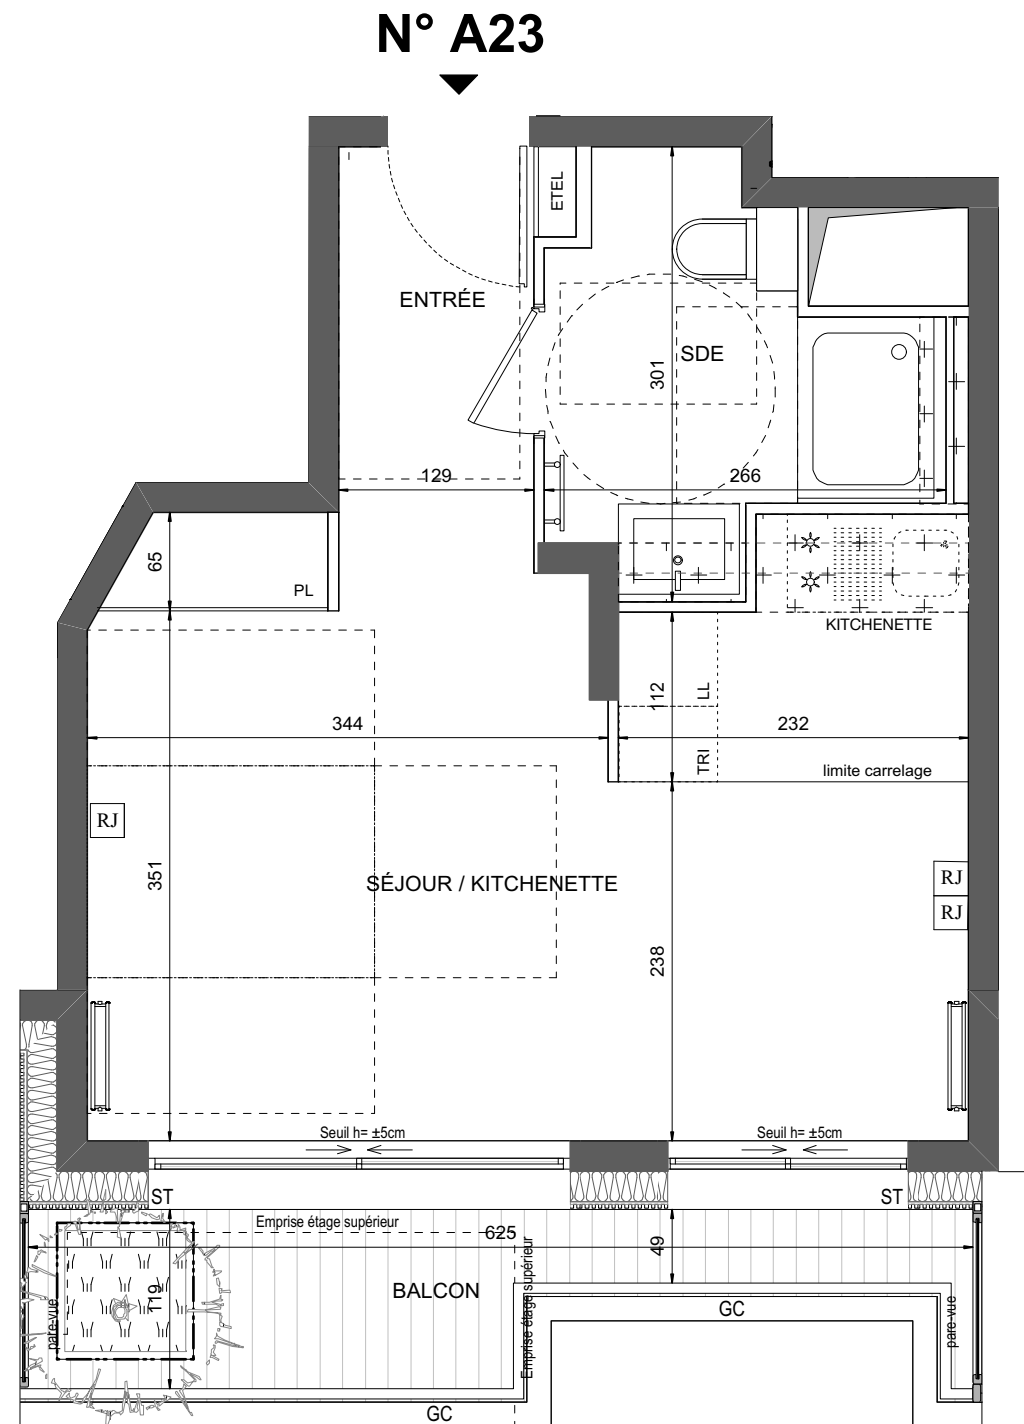 N° A23
ETEL
ENTRÉE
SDE
301
129
266
65
PL
KITCHENETTE
LL
112
344
232
TRI
limite carrelage
RJ
351
SÉJOUR / KITCHENETTE
RJ
RJ
238
Seuil h= ±5cm
Seuil h= ±5cm
ST
ST
Emprise étage supérieur
625
49
BALCON
119
pare-vue
Emprise étage supérieur
GC
pare-vue
GC